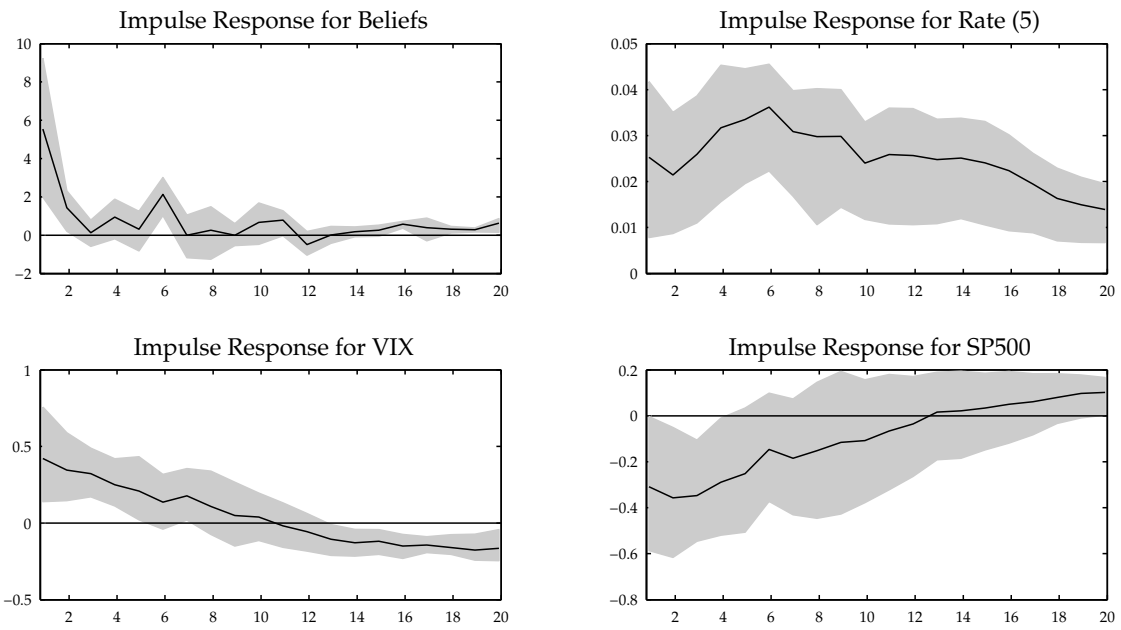 Impulse Response for Beliefs
10
8
6
4
2
0
−2
2 4 6 8 10 12 14 16 18 20
Impulse Response for Rate (5)
0.05
0.04
0.03
0.02
0.01
0
2 4 6 8 10 12 14 16 18 20
Impulse Response for VIX
1
0.5
0
−0.5
2 4 6 8 10 12 14 16 18 20
Impulse Response for SP500
0.2
0
−0.2
−0.4
−0.6
−0.8
2 4 6 8 10 12 14 16 18 20